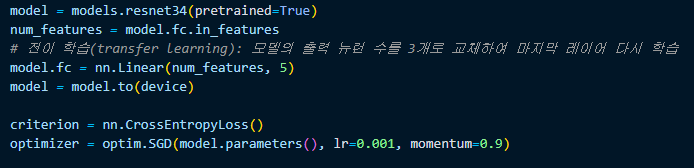 model = models.resnet34(pretrained=True)
num_features = model.fc.in_features
# 전이 학습(transfer learning): 모델의 출력 뉴런 수를 3개로 교체하여 마지막 레이어 다시 학습
model.fc = nn.Linear(num_features, 5)
model = model.to(device)
criterion = nn.CrossEntropyLoss()
optimizer = optim.SGD(model.parameters(), lr=0.001, momentum=0.9)